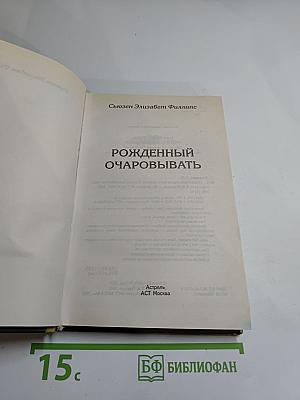 Сьюзен Элизабет Филлипс
РОЖДЕННЫЙ
ОЧАРОВЫВАТЬ
Астрель
АСТ Москва
15с
БФ БИБЛИОФАН